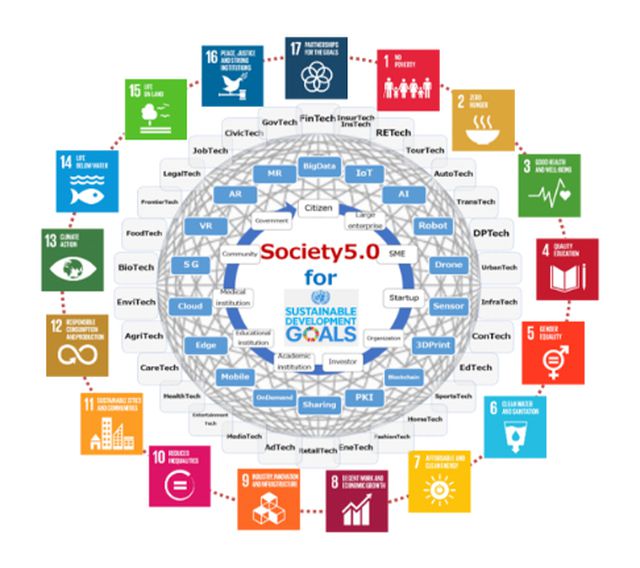 Society5.0
for
SUSTAINABLE
DEVELOPMENT
GOALS
Citizen
Large
enterprise
SME
Startup
Organization
Investor
Academic
institution
Educational
institution
Medical
institution
Community
Government
BigData
IoT
AI
Robot
Drone
Sensor
3DPrint
Blockchain
PKI
Sharing
OnDemand
Mobile
Edge
Cloud
5G
VR
AR
MR
FinTech
InsurTech
InsTech
RETech
TourTech
AutoTech
TransTech
DPTech
UrbanTech
InfraTech
ConTech
EdTech
SportsTech
HomeTech
FashionTech
EneTech
RetailTech
AdTech
MediaTech
Entertainment
Tech
HealthTech
CareTech
AgriTech
EnviTech
BioTech
FoodTech
FrontierTech
LegalTech
JobTech
CivicTech
GovTech
1 NO
POVERTY
2 ZERO
HUNGER
3 GOOD HEALTH
AND WELL-BEING
4 QUALITY
EDUCATION
5 GENDER
EQUALITY
6 CLEAN WATER
AND SANITATION
7 AFFORDABLE AND
CLEAN ENERGY
8 DECENT WORK AND
ECONOMIC GROWTH
9 INDUSTRY, INNOVATION
AND INFRASTRUCTURE
10 REDUCED
INEQUALITIES
11 SUSTAINABLE CITIES
AND COMMUNITIES
12 RESPONSIBLE
CONSUMPTION
AND PRODUCTION
13 CLIMATE
ACTION
14 LIFE
BELOW WATER
15 LIFE
ON LAND
16 PEACE, JUSTICE
AND STRONG
INSTITUTIONS
17 PARTNERSHIPS
FOR THE GOALS